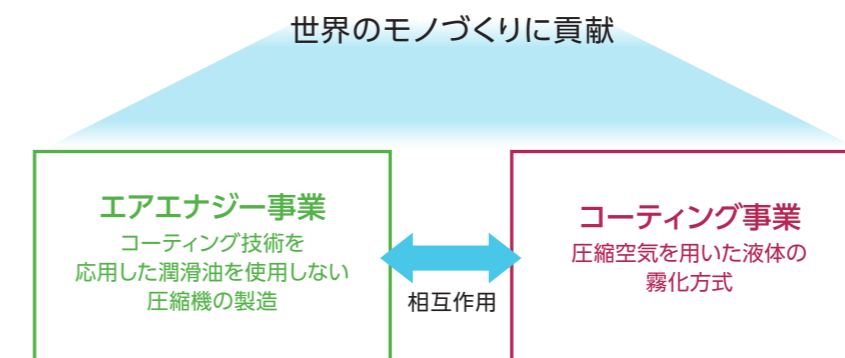 世界のモノづくりに貢献
エアエナジー事業
コーティング技術を
応用した潤滑油を使用しない
圧縮機の製造
相互作用
コーティング事業
圧縮空気を用いた液体の
霧化方式